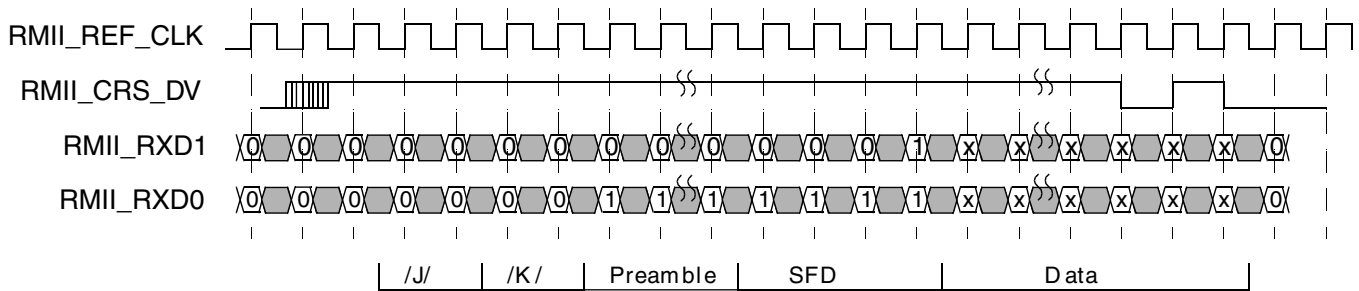 RMII_REF_CLK
RMII_CRS_DV
RMII_RXD1 0 0 0 0 0 0 0 0 0 0 0 0 0 1 x x x x x x 0
RMII_RXD0 0 0 0 0 0 0 0 1 1 1 1 1 1 1 x x x x x x 0
/J/ /K/ Preamble SFD Data